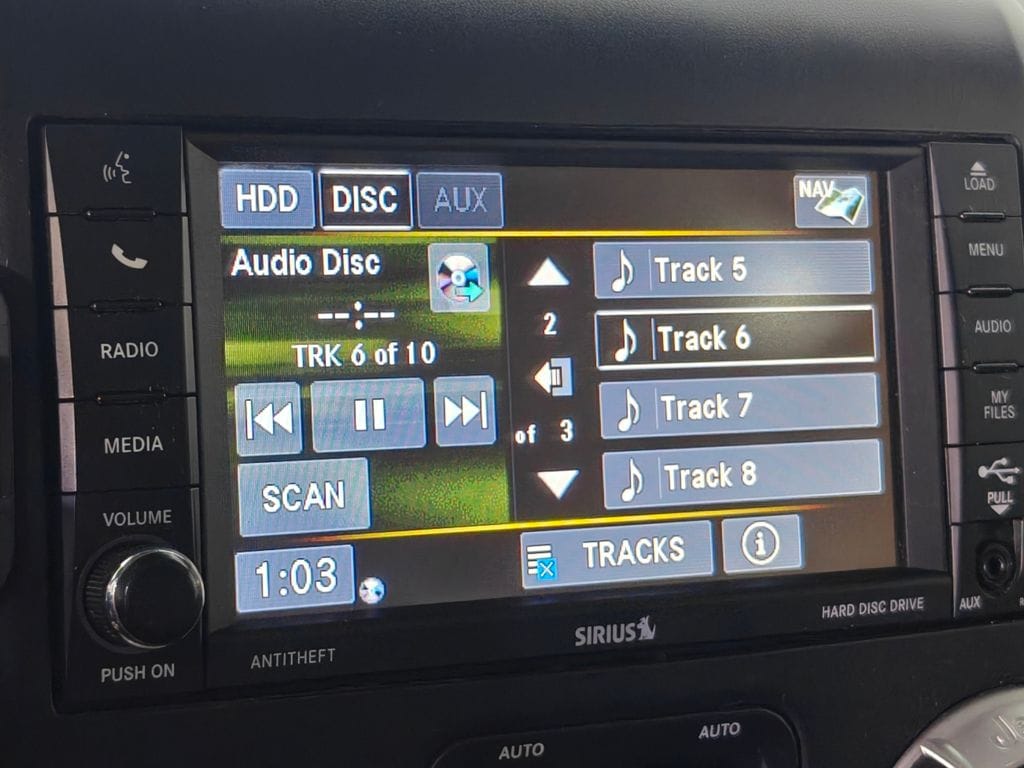 HDD DISC AUX NAV
Audio Disc
--:--
TRK 6 of 10
SCAN
1:03
2
of 3
Track 5
Track 6
Track 7
Track 8
TRACKS
i
RADIO
MEDIA
VOLUME
PUSH ON
ANTITHEFT
SIRIUS
HARD DISC DRIVE
LOAD
MENU
AUDIO
MY
FILES
PULL
AUX
AUTO
AUTO